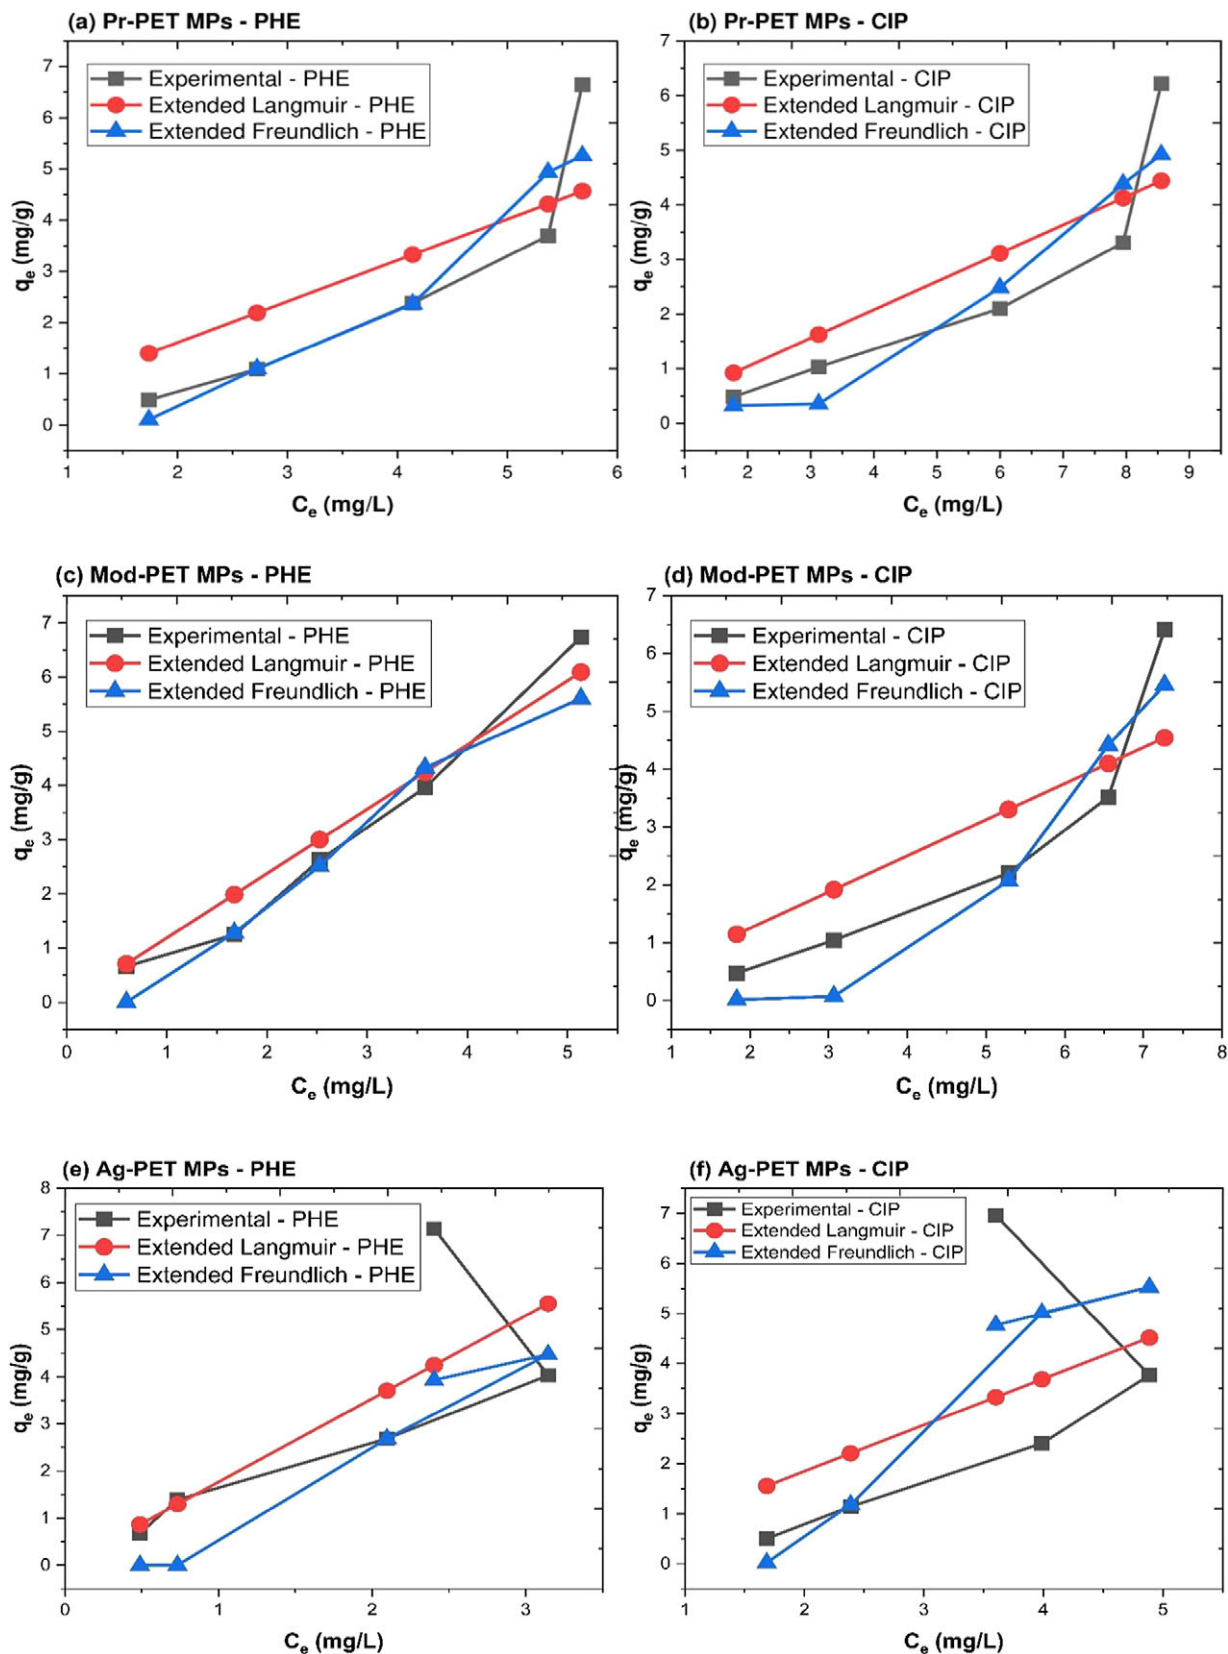 (a) Pr-PET MPs - PHE
Experimental - PHE
Extended Langmuir - PHE
Extended Freundlich - PHE
7
6
5
4
3
2
1
0
qe (mg/g)
1 2 3 4 5 6
Ce (mg/L)
(b) Pr-PET MPs - CIP
Experimental - CIP
Extended Langmuir - CIP
Extended Freundlich - CIP
7
6
5
4
3
2
1
0
qe (mg/g)
1 2 3 4 5 6 7 8 9
Ce (mg/L)
(c) Mod-PET MPs - PHE
Experimental - PHE
Extended Langmuir - PHE
Extended Freundlich - PHE
7
6
5
4
3
2
1
0
qe (mg/g)
0 1 2 3 4 5
Ce (mg/L)
(d) Mod-PET MPs - CIP
Experimental - CIP
Extended Langmuir - CIP
Extended Freundlich - CIP
7
6
5
4
3
2
1
0
qe (mg/g)
1 2 3 4 5 6 7 8
Ce (mg/L)
(e) Ag-PET MPs - PHE
Experimental - PHE
Extended Langmuir - PHE
Extended Freundlich - PHE
8
7
6
5
4
3
2
1
0
qe (mg/g)
0 1 2 3
Ce (mg/L)
(f) Ag-PET MPs - CIP
Experimental - CIP
Extended Langmuir - CIP
Extended Freundlich - CIP
7
6
5
4
3
2
1
0
qe (mg/g)
1 2 3 4 5
Ce (mg/L)